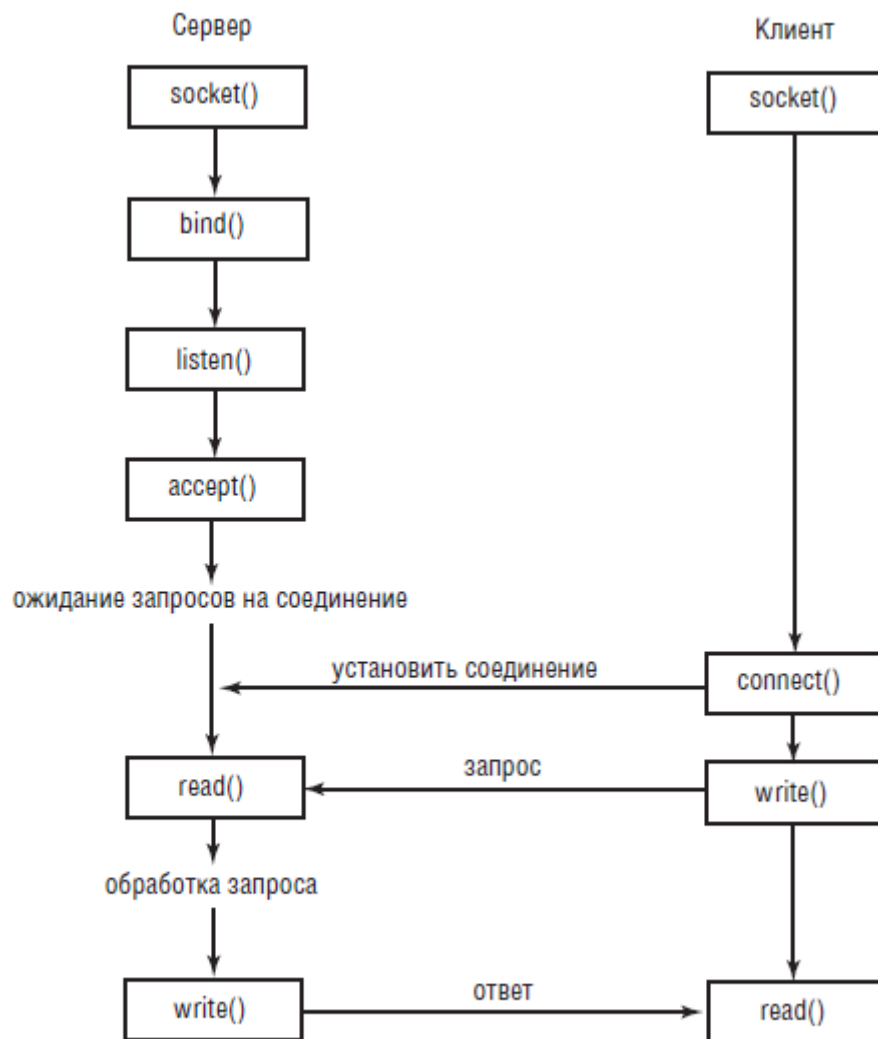 Сервер
Клиент
socket()
socket()
bind()
listen()
accept()
ожидание запросов на соединение
установить соединение
connect()
запрос
read()
write()
обработка запроса
ответ
write()
read()